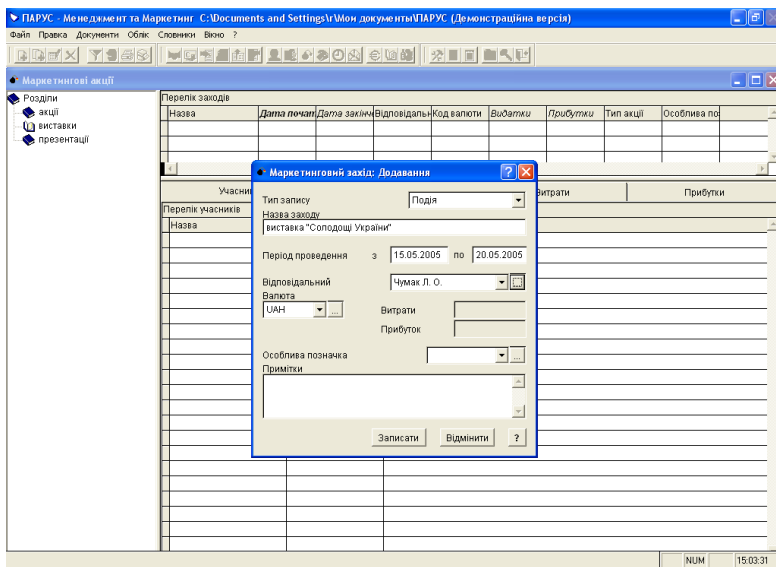 ПАРУС - Менеджмент та Маркетинг C:\Documents and Settings\r\Мои документы\ПАРУС (Демонстраційна версія)
Файл Правка Документи Облік Словники Вікно ?
Маркетингові акції
Розділи
акції
виставки
презентації
Перелік заходів
Назва Дата почат Дата закінч Відповідальн Код валюти Видатки Прибутки Тип акції Особлива по
Учасни итрати Прибутки
Перелік учасників
Назва
Маркетинговий захід: Додавання
Тип запису Подія
Назва заходу
виставка "Солодощі України"
Період проведення з 15.05.2005 по 20.05.2005
Відповідальний Чумак Л. О.
Валюта
UAH ... Витрати
Прибуток
Особлива позначка ...
Примітки
Записати Відмінити ?
NUM 15:03:31